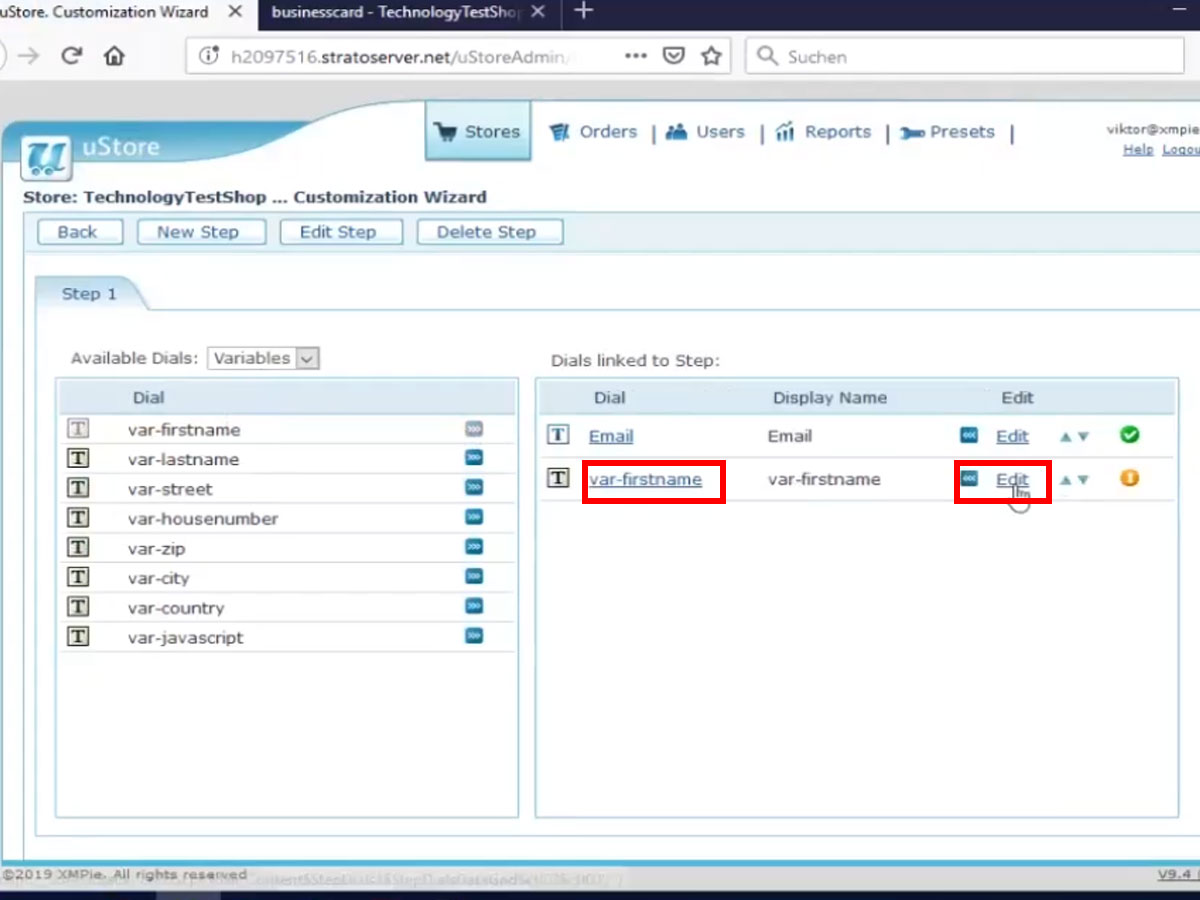 uStore. Customization Wizard
businesscard - TechnologyTestShop
h2097516.stratoserver.net/uStoreAdmin/
Suchen
uStore
Stores
Orders | Users | Reports | Presets |
viktor@xmpie
Help Logou
Store: TechnologyTestShop ... Customization Wizard
Back
New Step
Edit Step
Delete Step
Step 1
Available Dials: Variables
Dials linked to Step:
Dial
T var-firstname
T var-lastname
T var-street
T var-housenumber
T var-zip
T var-city
T var-country
T var-javascript
Dial Display Name Edit
T Email Email Edit
T var-firstname var-firstname Edit
©2019 XMPie. All rights reserved
V9.4